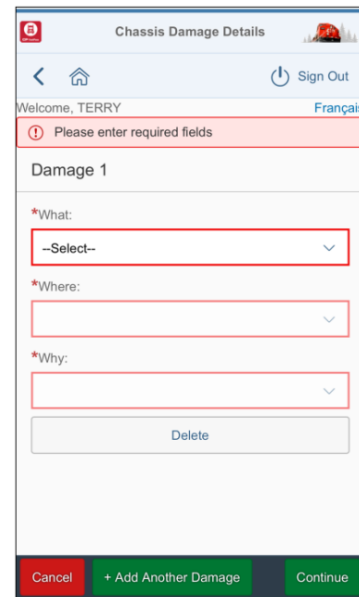 Chassis Damage Details
Sign Out
Welcome, TERRY Français
Please enter required fields
Damage 1
*What:
--Select--
*Where:
*Why:
Delete
Cancel + Add Another Damage Continue